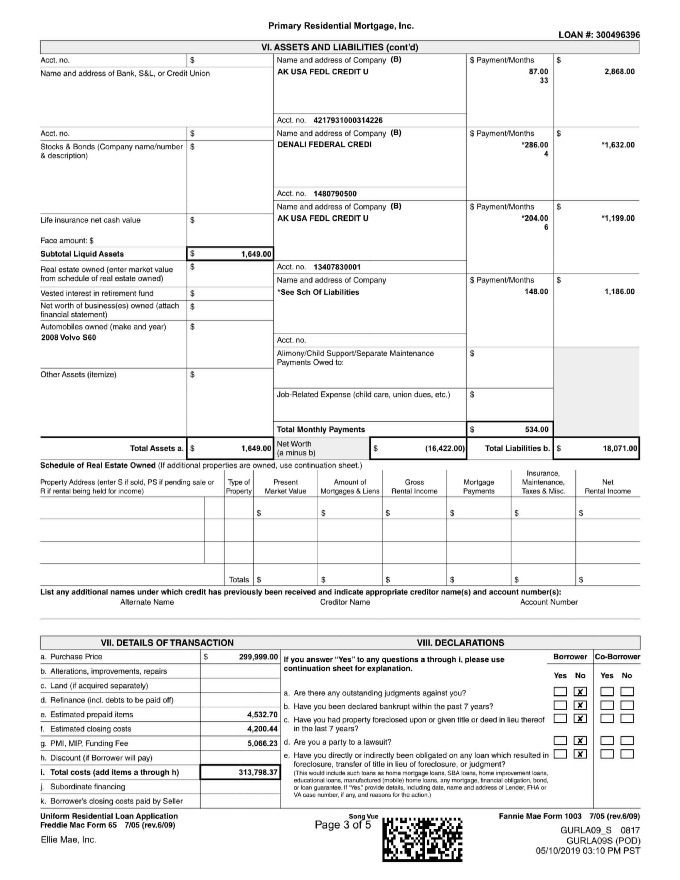 Primary Residential Mortgage, Inc.
LOAN #: 300496396
VI. ASSETS AND LIABILITIES (cont'd)
Acct. no. $
Name and address of Bank, S&L, or Credit Union
Name and address of Company (B) $ Payment/Months $
AK USA FEDL CREDIT U 87.00 2,868.00
33
Acct. no. 4217931000314226
Acct. no. $
Name and address of Company (B) $ Payment/Months $
Stocks & Bonds (Company name/number $
& description)
DENALI FEDERAL CREDI *286.00 *1,632.00
4
Acct. no. 1480790500
Name and address of Company (B) $ Payment/Months $
AK USA FEDL CREDIT U *204.00 *1,199.00
6
Life insurance net cash value $
Face amount: $
Subtotal Liquid Assets $ 1,649.00
Acct. no. 13407830001
Real estate owned (enter market value $
from schedule of real estate owned)
Name and address of Company $ Payment/Months $
*See Sch Of Liabilities 148.00 1,186.00
Vested interest in retirement fund $
Net worth of business(es) owned (attach $
financial statement)
Automobiles owned (make and year) $
2008 Volvo S60
Acct. no.
Alimony/Child Support/Separate Maintenance $
Payments Owed to:
Other Assets (itemize) $
Job-Related Expense (child care, union dues, etc.) $
Total Monthly Payments $ 534.00
Total Assets a. $ 1,649.00 Net Worth $ (16,422.00) Total Liabilities b. $ 18,071.00
(a minus b)
Schedule of Real Estate Owned (If additional properties are owned, use continuation sheet.)
Property Address (enter S if sold, PS if pending sale or
R if rental being held for income)
Type of
Property
Present
Market Value
Amount of
Mortgages & Liens
Gross
Rental Income
Mortgage
Payments
Insurance,
Maintenance,
Taxes & Misc.
Net
Rental Income
$ $ $ $ $ $
Totals $ $ $ $ $ $
List any additional names under which credit has previously been received and indicate appropriate creditor name(s) and account number(s):
Alternate Name Creditor Name Account Number
VII. DETAILS OF TRANSACTION
a. Purchase Price $ 299,999.00
b. Alterations, improvements, repairs
c. Land (if acquired separately)
d. Refinance (incl. debts to be paid off)
e. Estimated prepaid items 4,532.70
f. Estimated closing costs 4,200.44
g. PMI, MIP, Funding Fee 5,066.23
h. Discount (if Borrower will pay)
i. Total costs (add items a through h) 313,798.37
j. Subordinate financing
k. Borrower's closing costs paid by Seller
VIII. DECLARATIONS
If you answer "Yes" to any questions a through i, please use
continuation sheet for explanation.
Borrower Co-Borrower
Yes No Yes No
a. Are there any outstanding judgments against you? X
b. Have you been declared bankrupt within the past 7 years? X
c. Have you had property foreclosed upon or given title or deed in lieu thereof X
in the last 7 years?
d. Are you a party to a lawsuit? X
e. Have you directly or indirectly been obligated on any loan which resulted in X
foreclosure, transfer of title in lieu of foreclosure, or judgment?
(This would include such loans as home mortgage loans, SBA loans, home improvement loans,
educational loans, manufactured (mobile) home loans, any mortgage, financial obligation, bond,
or loan guarantee. If "Yes," provide details, including date, name and address of Lender, FHA or
VA case number, if any, and reasons for the action.)
Uniform Residential Loan Application
Freddie Mac Form 65 7/05 (rev.6/09)
Song Vue
Page 3 of 5
Fannie Mae Form 1003 7/05 (rev.6/09)
Ellie Mae, Inc.
GURLA09_S 0817
GURLA09S (POD)
05/10/2019 03:10 PM PST